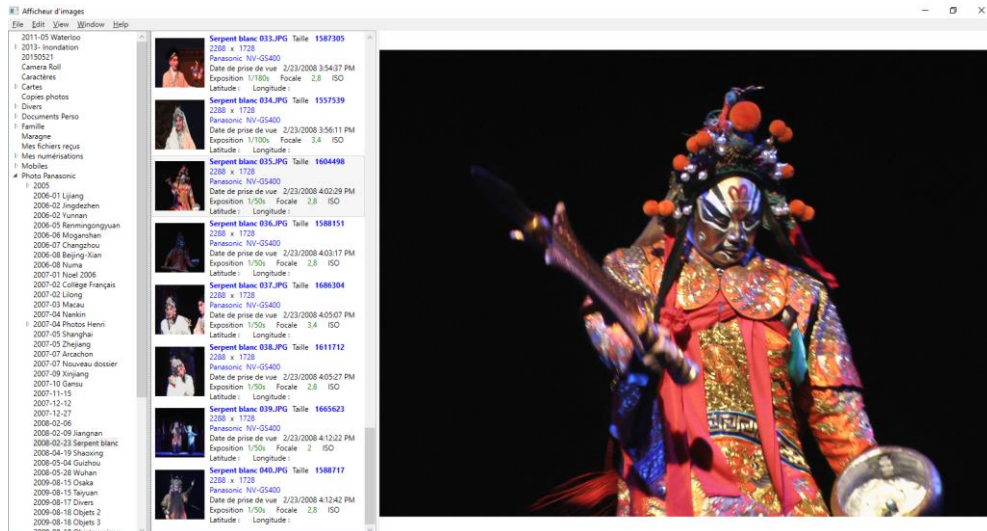 Afficheur d'images
File Edit View Window Help
2011-05 Waterloo
2013- Inondation
20150521
Camera Roll
Caractères
Cartes
Copies photos
Divers
Documents Perso
Famille
Maragne
Mes fichiers reçus
Mes numérisations
Mobiles
Photo Panasonic
2005
2006-01 Lijiang
2006-02 Jingdezhen
2006-02 Yunnan
2006-05 Renmingongyuan
2006-06 Moganshan
2006-07 Changzhou
2006-08 Beijing-Xian
2006-08 Numa
2007-01 Noel 2006
2007-02 Collège Français
2007-02 Lilong
2007-03 Macau
2007-04 Nankin
2007-04 Photos Henri
2007-05 Shanghai
2007-05 Zhejiang
2007-07 Arcachon
2007-07 Nouveau dossier
2007-09 Xinjiang
2007-10 Gansu
2007-11-15
2007-12-12
2007-12-27
2008-02-06
2008-02-09 Jiangnan
2008-02-23 Serpent blanc
2008-04-19 Shaoxing
2008-05-04 Guizhou
2008-05-28 Wuhan
2009-08-15 Osaka
2009-08-15 Taiyuan
2009-08-17 Divers
2009-08-18 Objets 2
2009-08-18 Objets 3
Serpent blanc 033.JPG Taille 1587305
2288 x 1728
Panasonic NV-GS400
Date de prise de vue 2/23/2008 3:54:37 PM
Exposition 1/180s Focale 2,8 ISO
Latitude : Longitude :
Serpent blanc 034.JPG Taille 1557539
2288 x 1728
Panasonic NV-GS400
Date de prise de vue 2/23/2008 3:56:11 PM
Exposition 1/100s Focale 3,4 ISO
Latitude : Longitude :
Serpent blanc 035.JPG Taille 1604498
2288 x 1728
Panasonic NV-GS400
Date de prise de vue 2/23/2008 4:02:29 PM
Exposition 1/50s Focale 2,8 ISO
Latitude : Longitude :
Serpent blanc 036.JPG Taille 1588151
2288 x 1728
Panasonic NV-GS400
Date de prise de vue 2/23/2008 4:03:17 PM
Exposition 1/50s Focale 2,8 ISO
Latitude : Longitude :
Serpent blanc 037.JPG Taille 1686304
2288 x 1728
Panasonic NV-GS400
Date de prise de vue 2/23/2008 4:05:07 PM
Exposition 1/50s Focale 3,4 ISO
Latitude : Longitude :
Serpent blanc 038.JPG Taille 1611712
2288 x 1728
Panasonic NV-GS400
Date de prise de vue 2/23/2008 4:05:27 PM
Exposition 1/50s Focale 2,8 ISO
Latitude : Longitude :
Serpent blanc 039.JPG Taille 1665623
2288 x 1728
Panasonic NV-GS400
Date de prise de vue 2/23/2008 4:12:22 PM
Exposition 1/50s Focale 2 ISO
Latitude : Longitude :
Serpent blanc 040.JPG Taille 1588717
2288 x 1728
Panasonic NV-GS400
Date de prise de vue 2/23/2008 4:12:42 PM
Exposition 1/50s Focale 2,8 ISO
Latitude : Longitude :